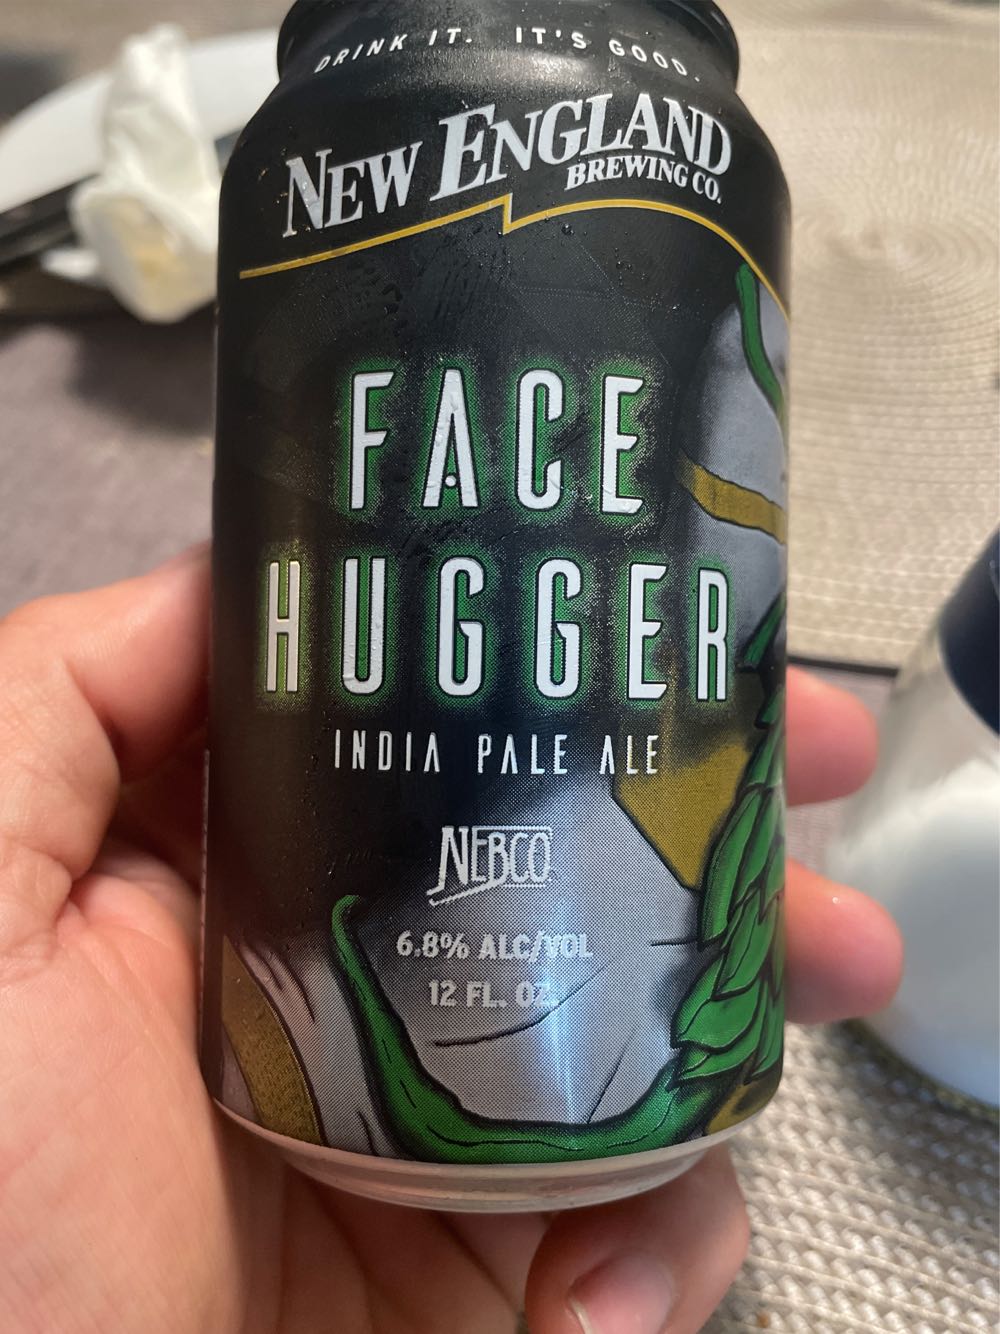 DRINK IT. IT'S GOOD.
NEW ENGLAND
BREWING CO.
FACE
HUGGER
INDIA PALE ALE
NEBCO
6.8% ALC/VOL
12 FL. OZ.